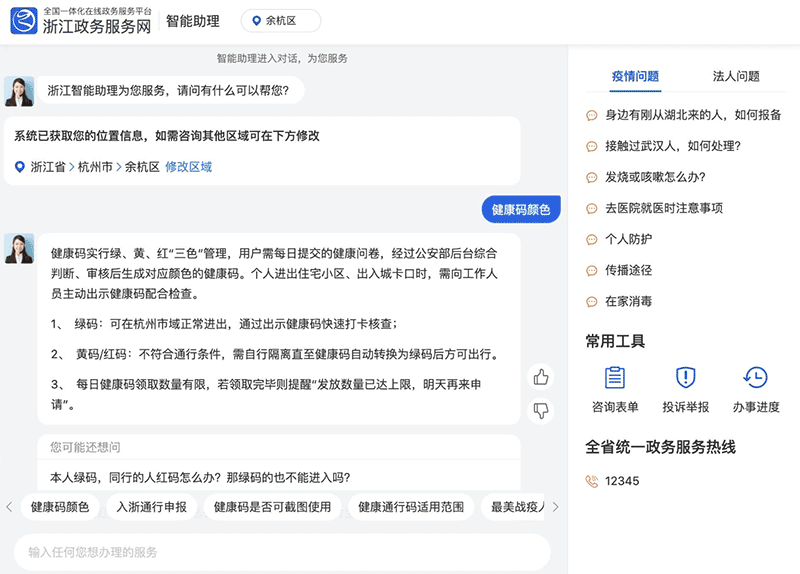 全国一体化在线政务服务平台
浙江政务服务网
智能助理
余杭区
智能助理进入对话，为您服务
浙江智能助理为您服务，请问有什么可以帮您?
系统已获取您的位置信息，如需咨询其他区域可在下方修改
浙江省 > 杭州市 > 余杭区 修改区域
健康码颜色
健康码实行绿、黄、红“三色”管理，用户需每日提交的健康问卷，经过公安部后台综合
判断、审核后生成对应颜色的健康码。个人进出住宅小区、出入城卡口时，需向工作人
员主动出示健康码配合检查。
1、 绿码：可在杭州市域正常进出，通过出示健康码快速打卡核查；
2、 黄码/红码：不符合通行条件，需自行隔离直至健康码自动转换为绿码后方可出行。
3、 每日健康码领取数量有限，若领取完毕则提醒“发放数量已达上限，明天再来申
请”。
您可能还想问
本人绿码，同行的人红码怎么办？那绿码的也不能进入吗?
健康码颜色
入浙通行申报
健康码是否可截图使用
健康通行码适用范围
最美战疫人
输入任何您想办理的服务
疫情问题
法人问题
身边有刚从湖北来的人，如何报备
接触过武汉人，如何处理?
发烧或咳嗽怎么办?
去医院就医时注意事项
个人防护
传播途径
在家消毒
常用工具
咨询表单
投诉举报
办事进度
全省统一政务服务热线
12345